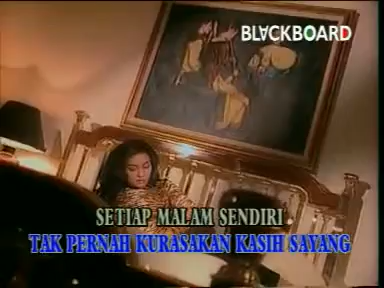 BLACKBOARD
SETIAP MALAM SENDIRI
TAK PERNAH KURASAKAN KASIH SAYANG